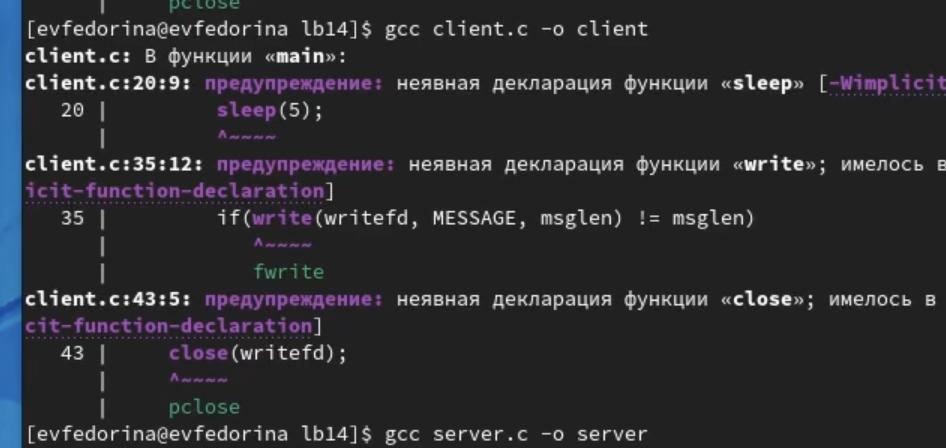 |     pclose
[evfedorina@evfedorina lb14]$ gcc client.c -o client
client.c: В функции «main»:
client.c:20:9: предупреждение: неявная декларация функции «sleep» [-Wimplicit
   20 |         sleep(5);
      |         ^~~~~
client.c:35:12: предупреждение: неявная декларация функции «write»; имелось в
icit-function-declaration]
   35 |         if(write(writefd, MESSAGE, msglen) != msglen)
      |            ^~~~~
      |            fwrite
client.c:43:5: предупреждение: неявная декларация функции «close»; имелось в
cit-function-declaration]
   43 |     close(writefd);
      |     ^~~~~
      |     pclose
[evfedorina@evfedorina lb14]$ gcc server.c -o server